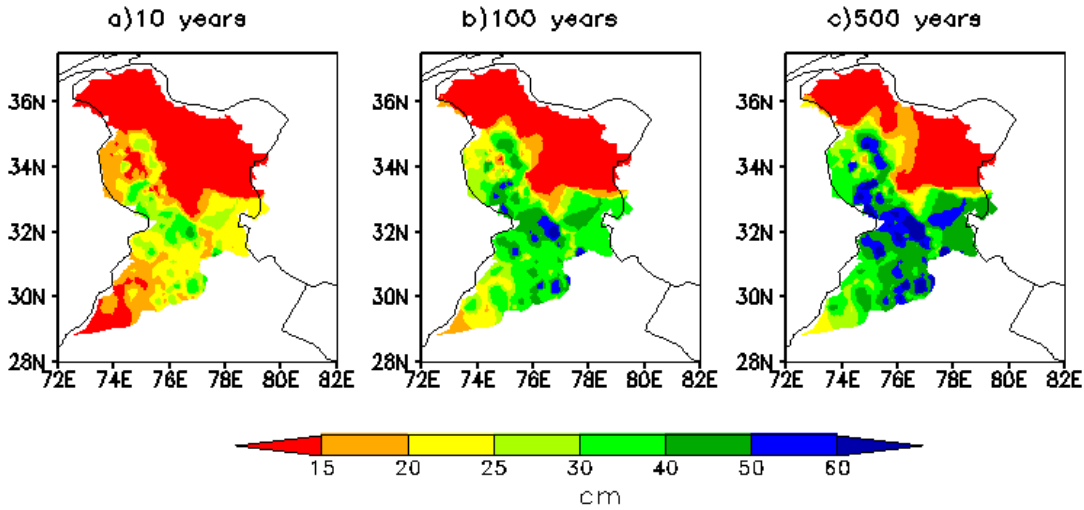 a)10 years b)100 years c)500 years
36N 36N 36N
34N 34N 34N
32N 32N 32N
30N 30N 30N
28N 28N 28N
72E 74E 76E 78E 80E 82E 72E 74E 76E 78E 80E 82E 72E 74E 76E 78E 80E 82E
15 20 25 30 40 50 60
cm